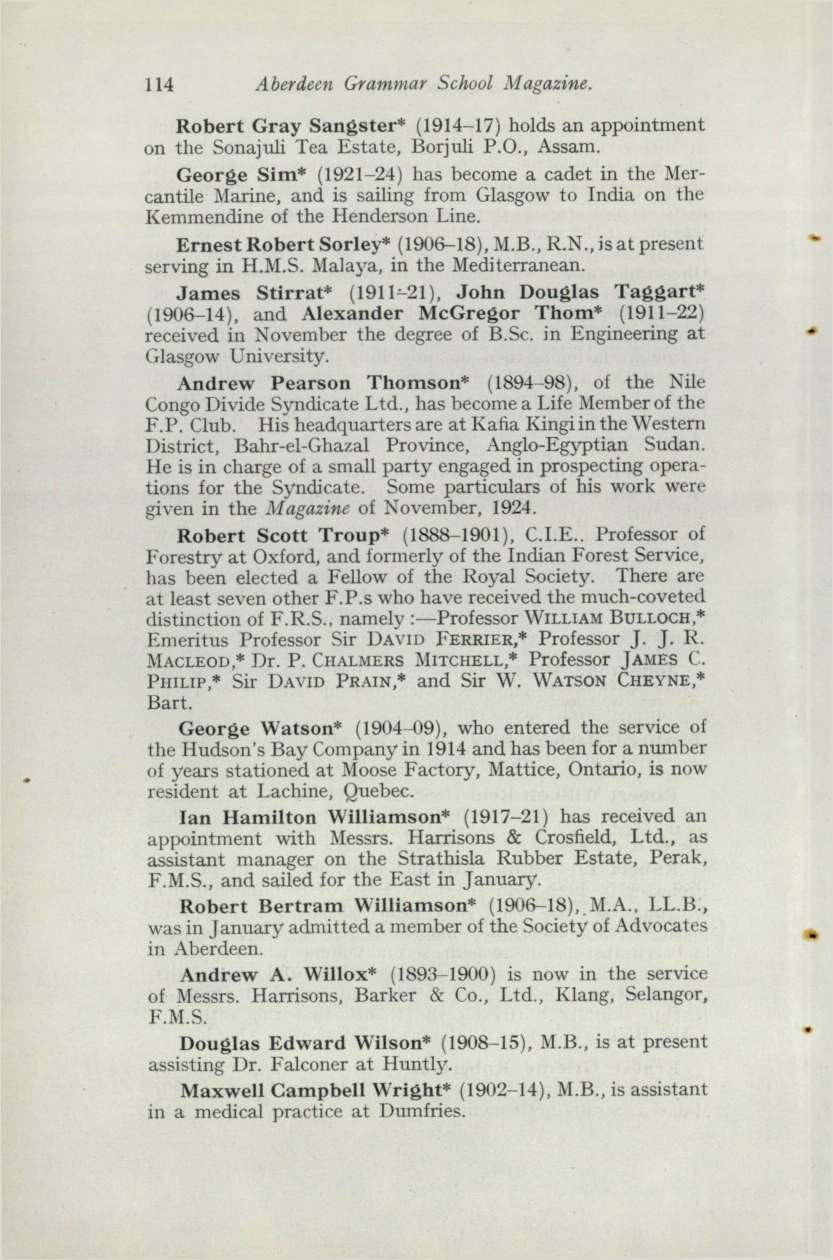 114 Aberdeen Grammar School Magazine.
Robert Gray Sangster* (1914–17) holds an appointment
on the Sonajuli Tea Estate, Borjuli P.O., Assam.
George Sim* (1921–24) has become a cadet in the Mer-
cantile Marine, and is sailing from Glasgow to India on the
Kemmendine of the Henderson Line.
Ernest Robert Sorley* (1906–18), M.B., R.N., is at present
serving in H.M.S. Malaya, in the Mediterranean.
James Stirrat* (1911–21), John Douglas Taggart*
(1906–14), and Alexander McGregor Thom* (1911–22)
received in November the degree of B.Sc. in Engineering at
Glasgow University.
Andrew Pearson Thomson* (1894–98), of the Nile
Congo Divide Syndicate Ltd., has become a Life Member of the
F.P. Club. His headquarters are at Kafia Kingi in the Western
District, Bahr-el-Ghazal Province, Anglo-Egyptian Sudan.
He is in charge of a small party engaged in prospecting opera-
tions for the Syndicate. Some particulars of his work were
given in the Magazine of November, 1924.
Robert Scott Troup* (1888–1901), C.I.E.. Professor of
Forestry at Oxford, and formerly of the Indian Forest Service,
has been elected a Fellow of the Royal Society. There are
at least seven other F.P.s who have received the much-coveted
distinction of F.R.S., namely :—Professor WILLIAM BULLOCH,*
Emeritus Professor Sir DAVID FERRIER,* Professor J. J. R.
MACLEOD,* Dr. P. CHALMERS MITCHELL,* Professor JAMES C.
PHILIP,* Sir DAVID PRAIN,* and Sir W. WATSON CHEYNE,*
Bart.
George Watson* (1904–09), who entered the service of
the Hudson's Bay Company in 1914 and has been for a number
of years stationed at Moose Factory, Mattice, Ontario, is now
resident at Lachine, Quebec.
Ian Hamilton Williamson* (1917–21) has received an
appointment with Messrs. Harrisons & Crosfield, Ltd., as
assistant manager on the Strathisla Rubber Estate, Perak,
F.M.S., and sailed for the East in January.
Robert Bertram Williamson* (1906–18), M.A., LL.B.,
was in January admitted a member of the Society of Advocates
in Aberdeen.
Andrew A. Willox* (1893–1900) is now in the service
of Messrs. Harrisons, Barker & Co., Ltd., Klang, Selangor,
F.M.S.
Douglas Edward Wilson* (1908–15), M.B., is at present
assisting Dr. Falconer at Huntly.
Maxwell Campbell Wright* (1902–14), M.B., is assistant
in a medical practice at Dumfries.